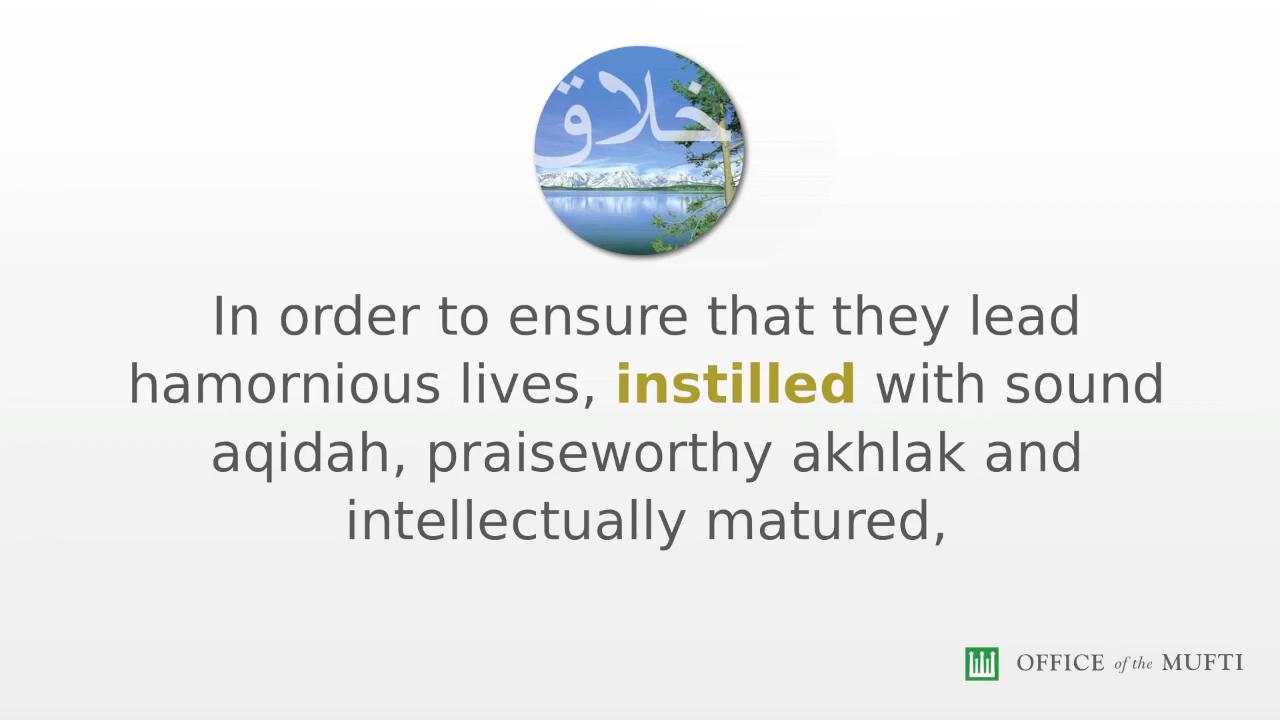 خلاق
In order to ensure that they lead
hamornious lives, instilled with sound
aqidah, praiseworthy akhlak and
intellectually matured,
OFFICE of the MUFTI